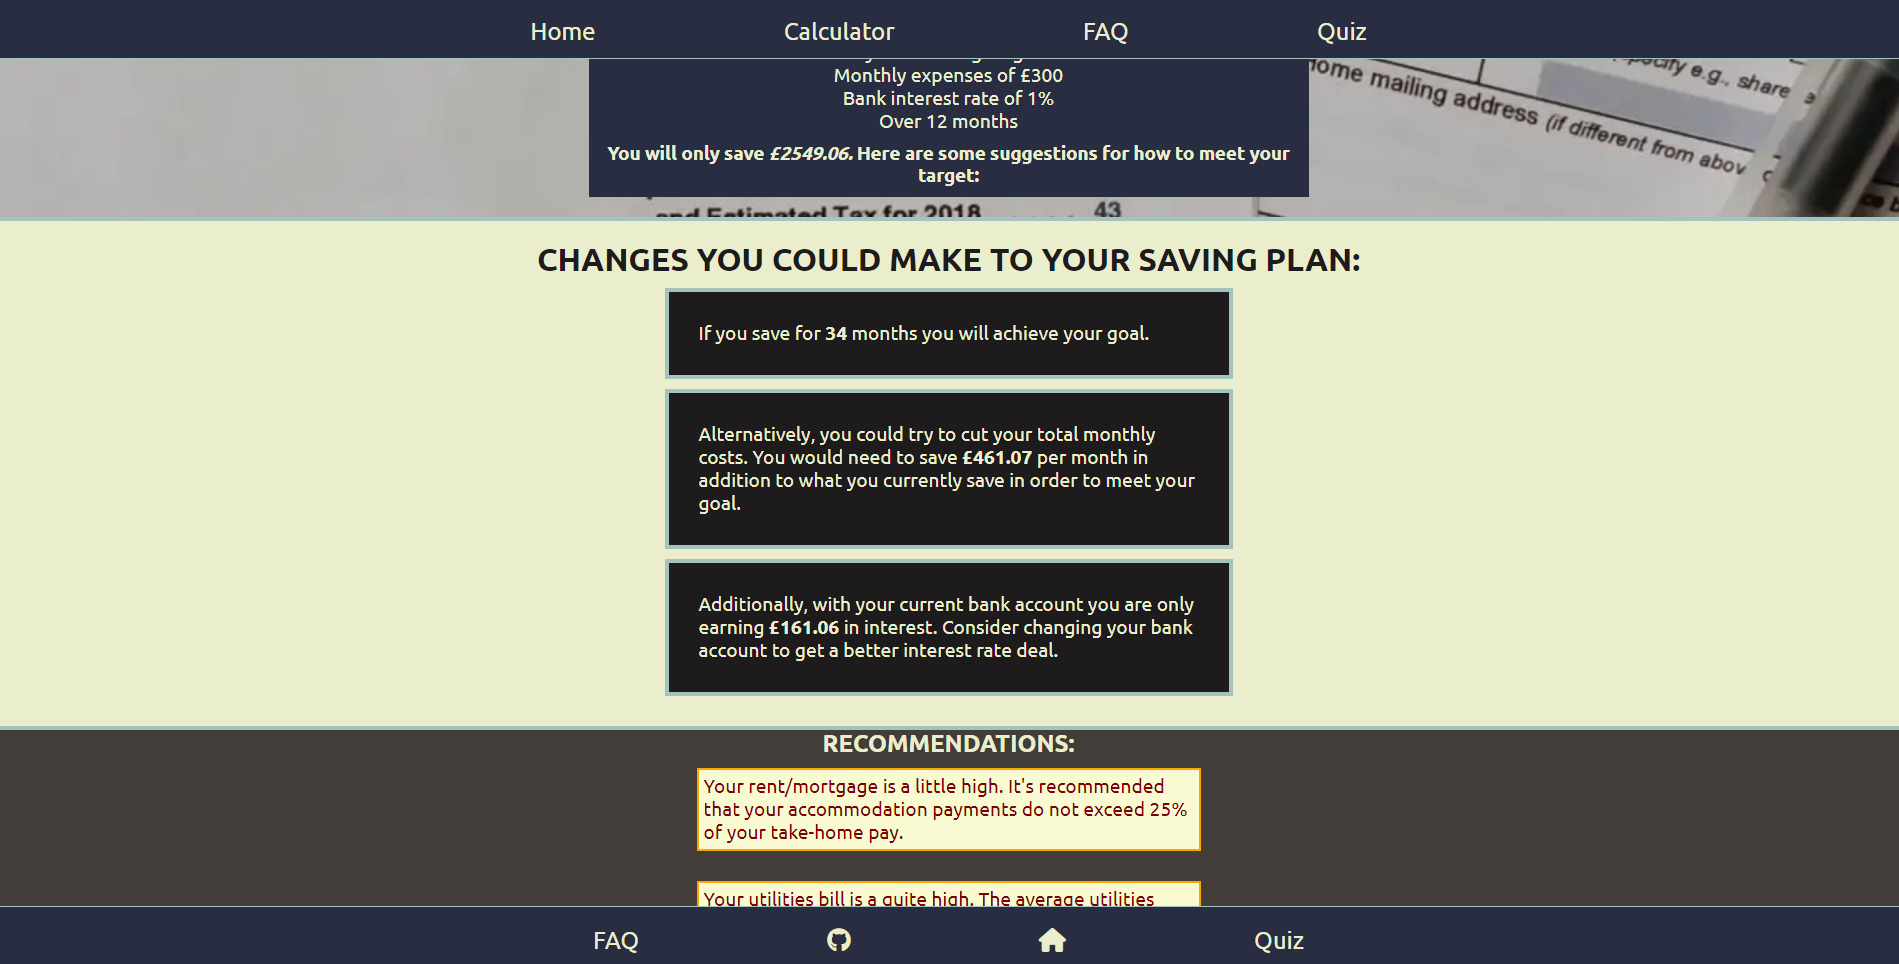 Home Calculator FAQ Quiz
Monthly expenses of £300
Bank interest rate of 1%
Over 12 months
You will only save £2549.06. Here are some suggestions for how to meet your
target:
ome mailing address (if different from abov
specify e.g., share
and Estimated Tax for 2018
43
CHANGES YOU COULD MAKE TO YOUR SAVING PLAN:
If you save for 34 months you will achieve your goal.
Alternatively, you could try to cut your total monthly
costs. You would need to save £461.07 per month in
addition to what you currently save in order to meet your
goal.
Additionally, with your current bank account you are only
earning £161.06 in interest. Consider changing your bank
account to get a better interest rate deal.
RECOMMENDATIONS:
Your rent/mortgage is a little high. It's recommended
that your accommodation payments do not exceed 25%
of your take-home pay.
Your utilities bill is a quite high. The average utilities
FAQ Quiz